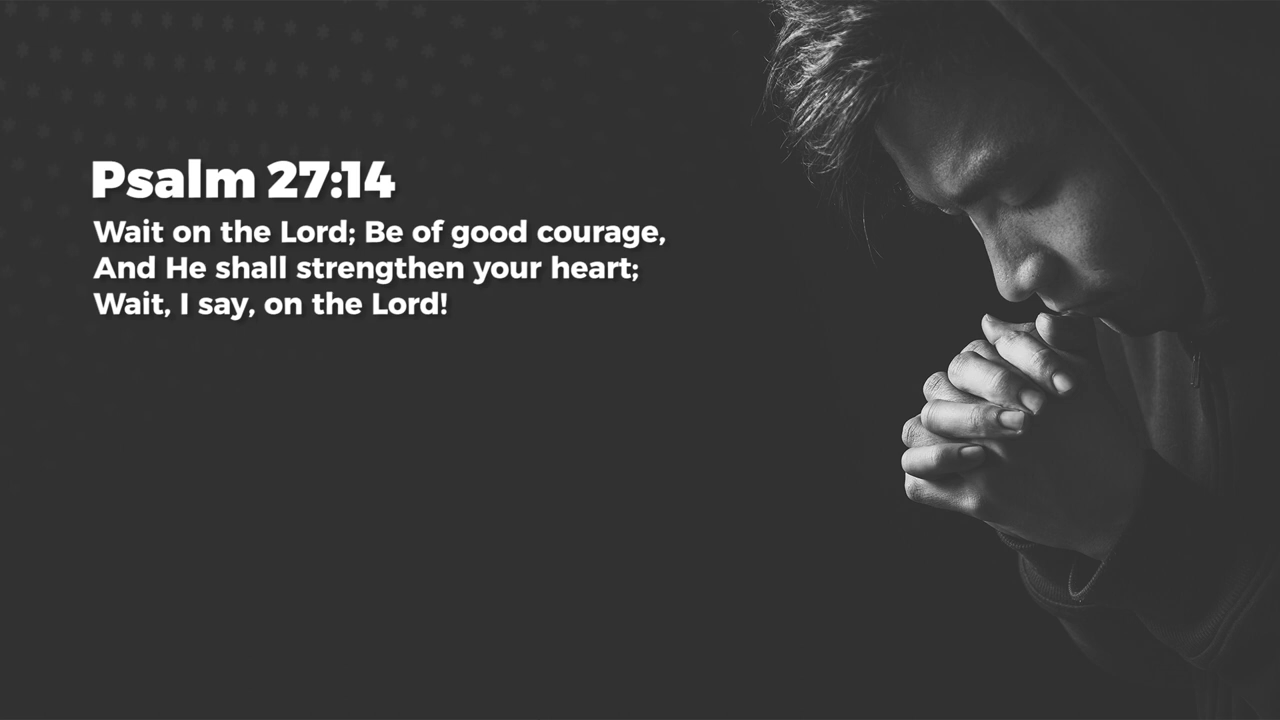 Psalm 27:14
Wait on the Lord; Be of good courage,
And He shall strengthen your heart;
Wait, I say, on the Lord!